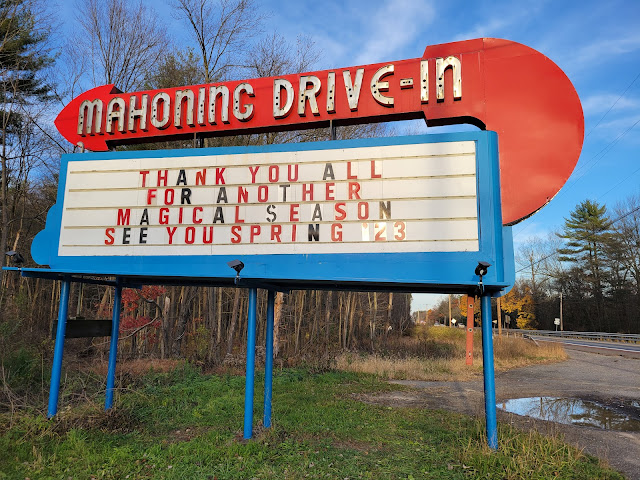 MAHONING DRIVE-in
THANK YOU ALL
FOR ANOTHER
MAGICAL SEASON
SEE YOU SPRING '23